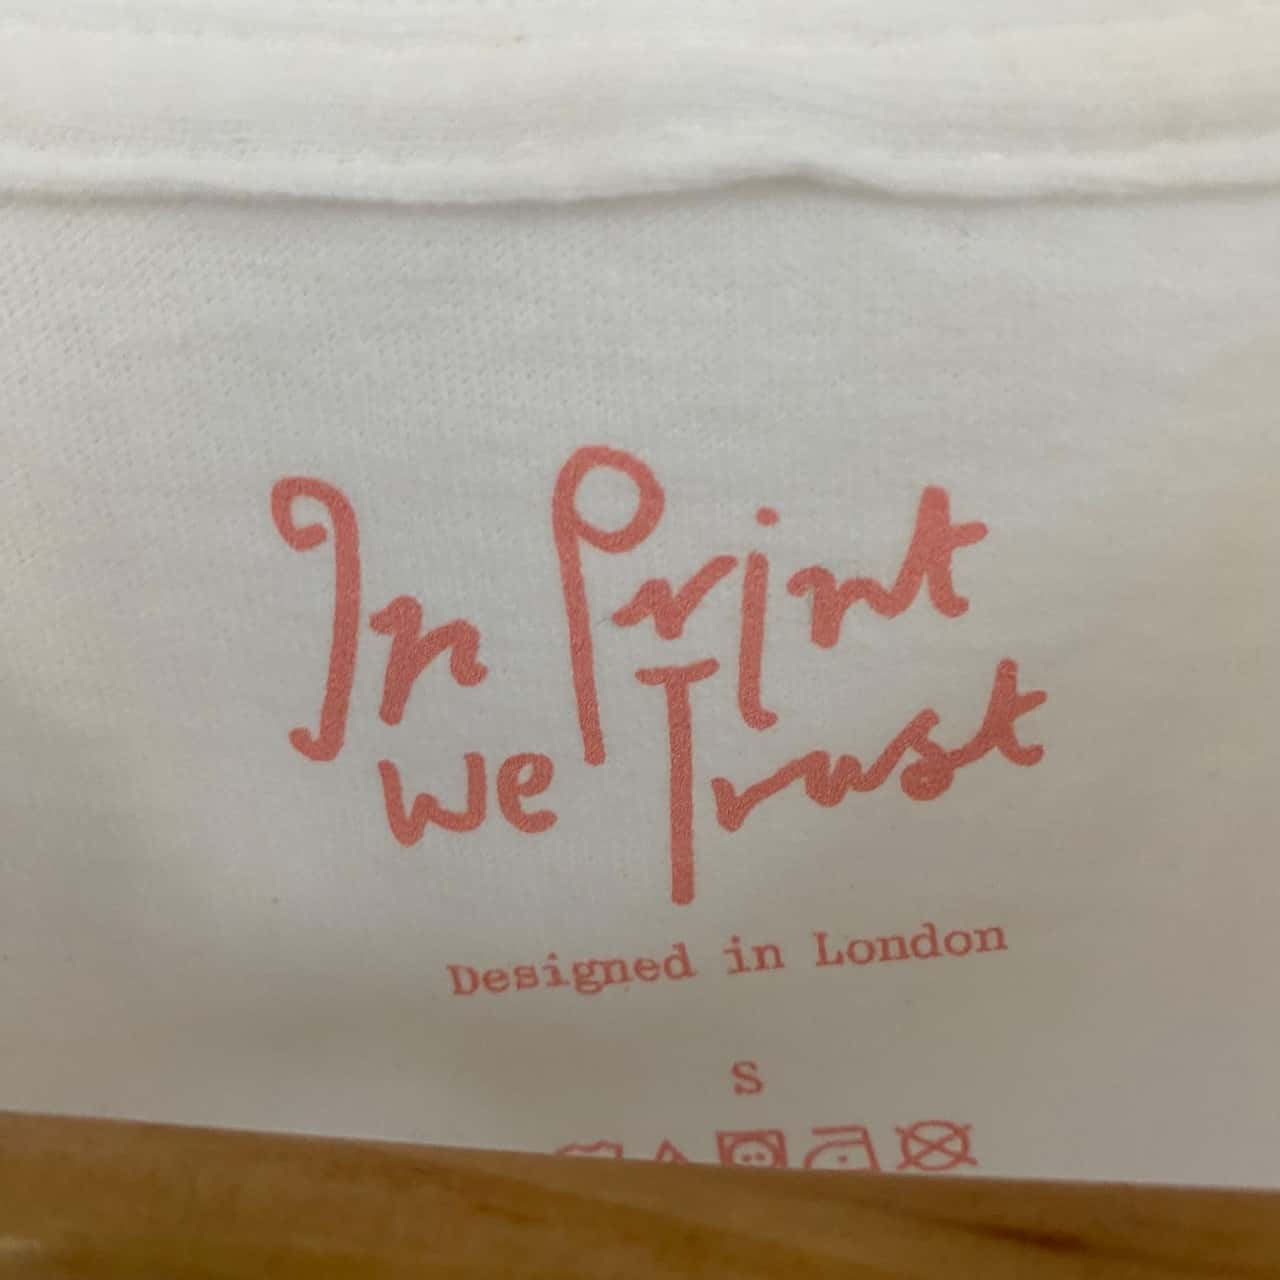 In Print
we Trust
Designed in London
S